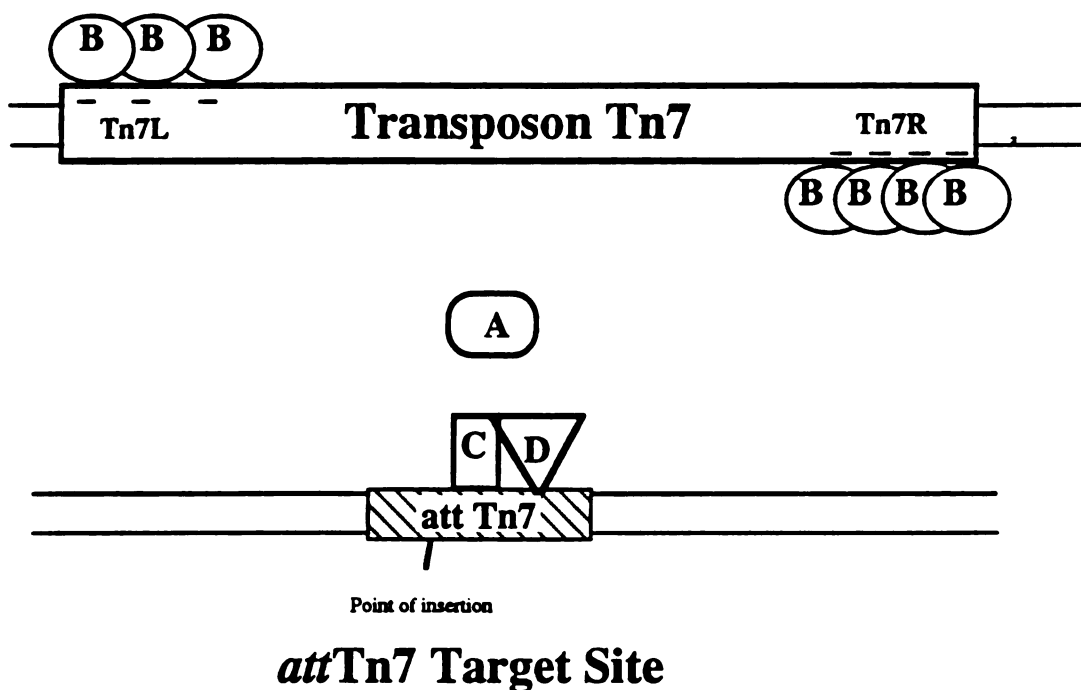 B B B
Transposon Tn7
Tn7L
Tn7R
B B B B
A
C D
att Tn7
Point of insertion
attTn7 Target Site